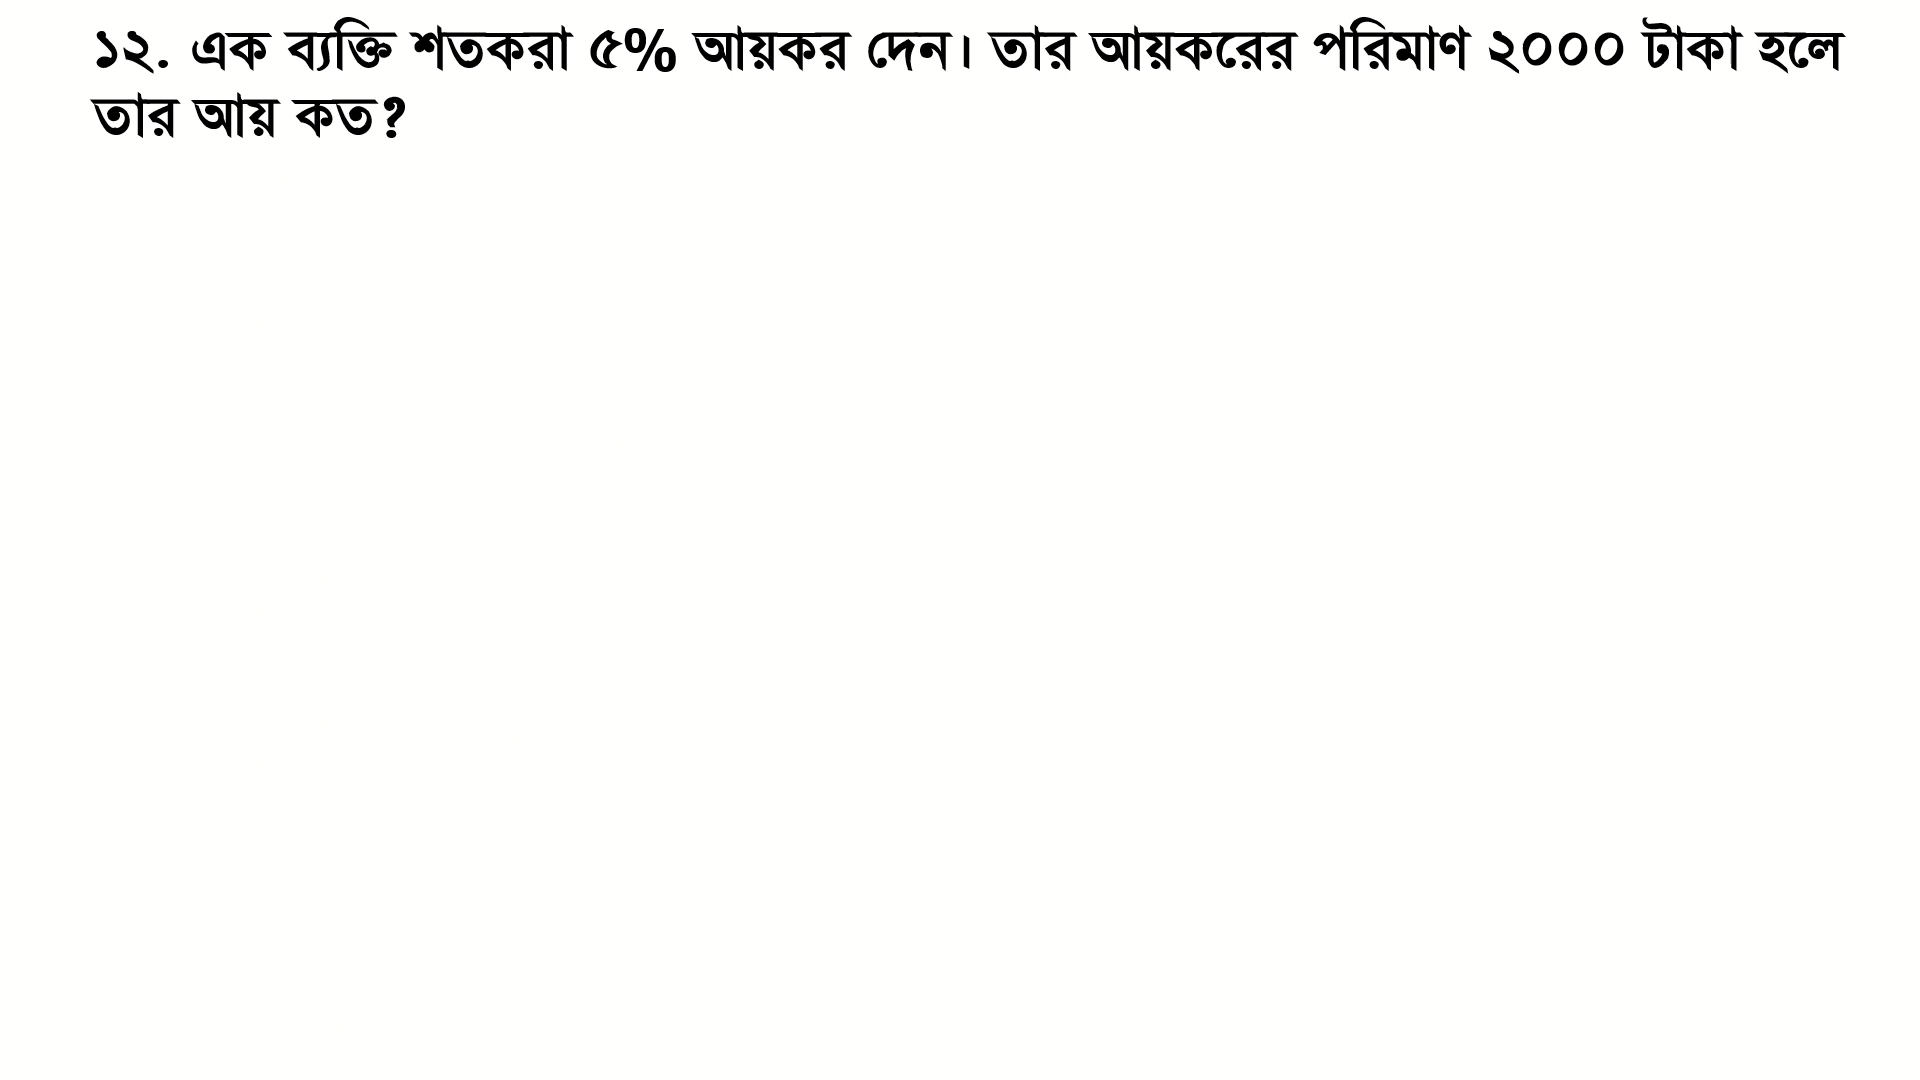 ১২. এক ব্যক্তি শতকরা ৫% আয়কর দেন। তার আয়করের পরিমাণ ২০০০ টাকা হলে
তার আয় কত?